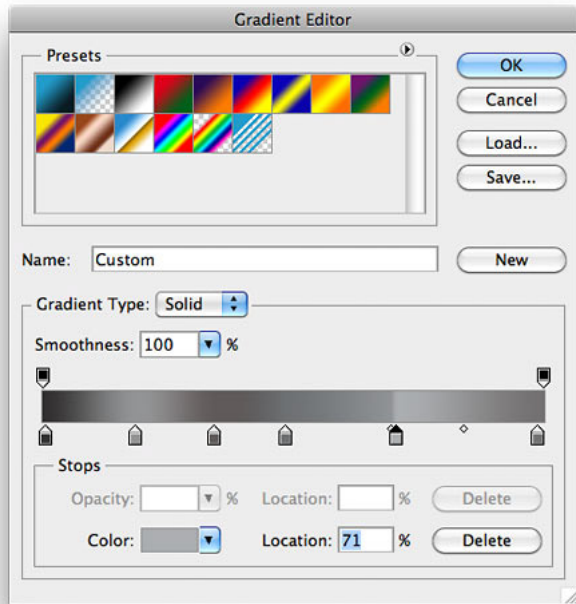 Gradient Editor
Presets
OK
Cancel
Load...
Save...
Name: Custom New
Gradient Type: Solid
Smoothness: 100 %
Stops
Opacity: % Location: % Delete
Color: Location: 71 % Delete